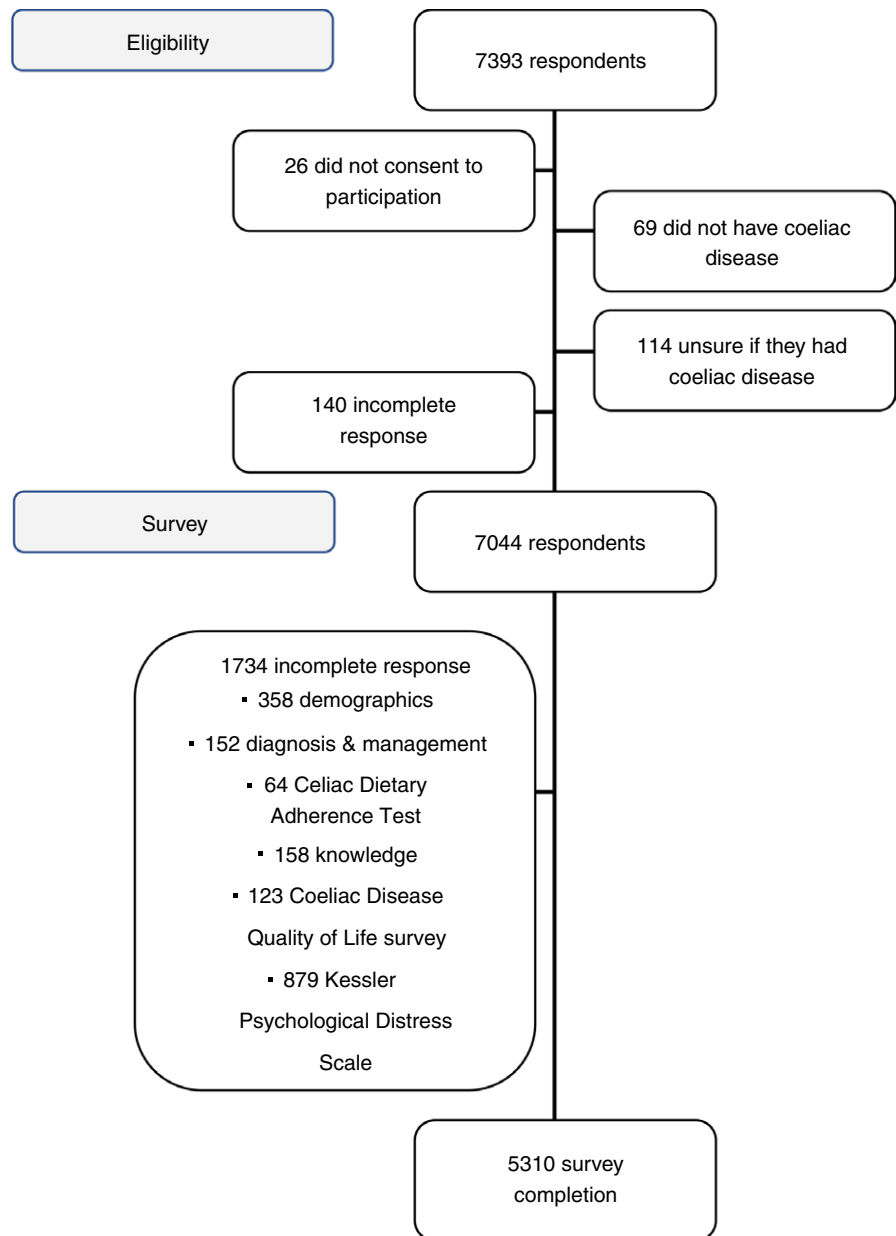 Eligibility
7393 respondents
26 did not consent to
participation
69 did not have coeliac
disease
114 unsure if they had
coeliac disease
140 incomplete
response
Survey
7044 respondents
1734 incomplete response
▪ 358 demographics
▪ 152 diagnosis & management
▪ 64 Celiac Dietary
Adherence Test
▪ 158 knowledge
▪ 123 Coeliac Disease
Quality of Life survey
▪ 879 Kessler
Psychological Distress
Scale
5310 survey
completion